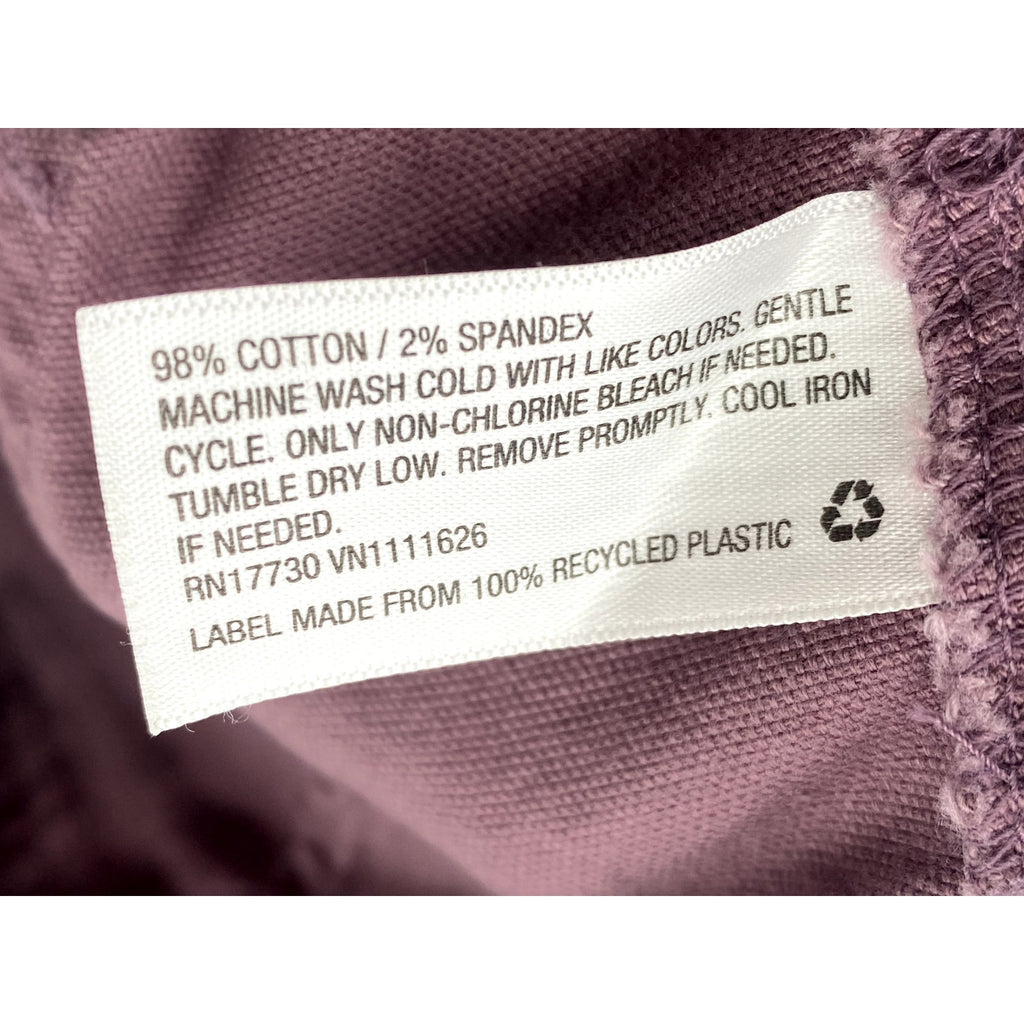 98% COTTON / 2% SPANDEX
MACHINE WASH COLD WITH LIKE COLORS. GENTLE
CYCLE. ONLY NON-CHLORINE BLEACH IF NEEDED.
TUMBLE DRY LOW. REMOVE PROMPTLY. COOL IRON
IF NEEDED.
RN17730 VN1111626
LABEL MADE FROM 100% RECYCLED PLASTIC